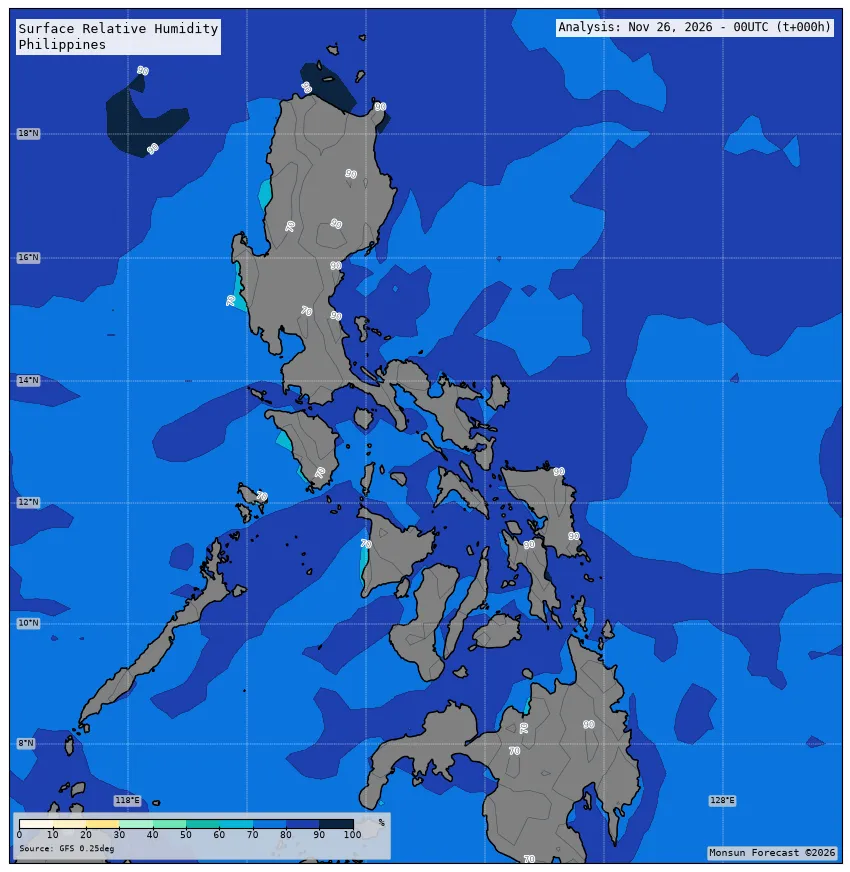 Surface Relative Humidity
Philippines
Analysis: Nov 26, 2026 - 00UTC (t+000h)
90
90
90
90
18°N
90
90
70
90
16°N
90
70
70
90
14°N
70
90
70
12°N
90
70
90
10°N
90
70
8°N
70
118°E
128°E
%
0 10 20 30 40 50 60 70 80 90 100
Source: GFS 0.25deg
70
Monsun Forecast ©2026